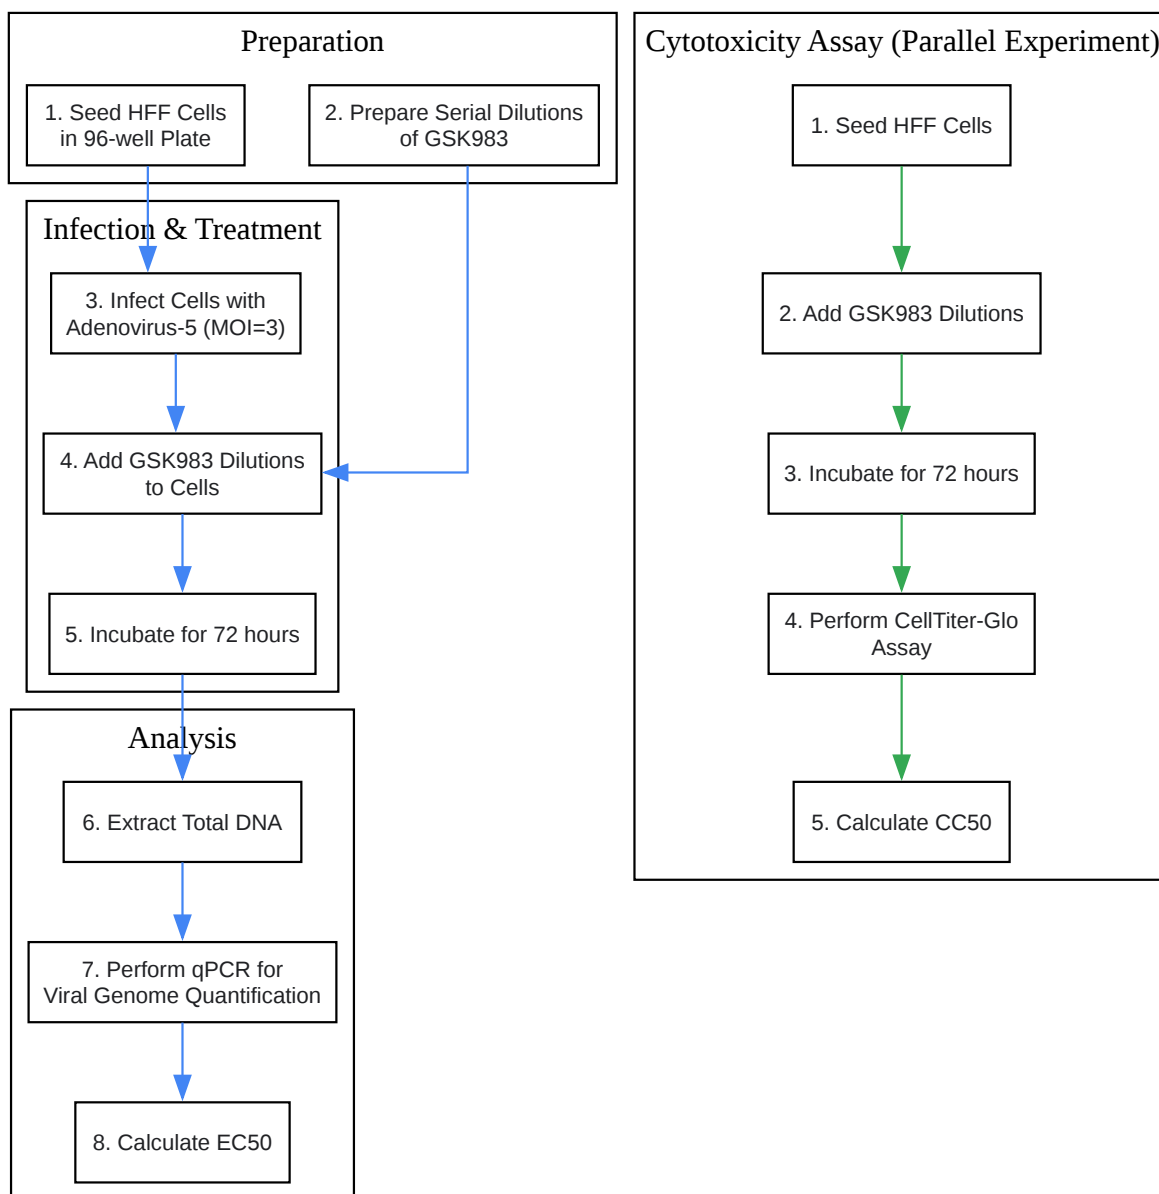 Preparation
1. Seed HFF Cells
in 96-well Plate
2. Prepare Serial Dilutions
of GSK983
Infection & Treatment
3. Infect Cells with
Adenovirus-5 (MOI=3)
4. Add GSK983 Dilutions
to Cells
5. Incubate for 72 hours
Analysis
6. Extract Total DNA
7. Perform qPCR for
Viral Genome Quantification
8. Calculate EC50
Cytotoxicity Assay (Parallel Experiment)
1. Seed HFF Cells
2. Add GSK983 Dilutions
3. Incubate for 72 hours
4. Perform CellTiter-Glo
Assay
5. Calculate CC50